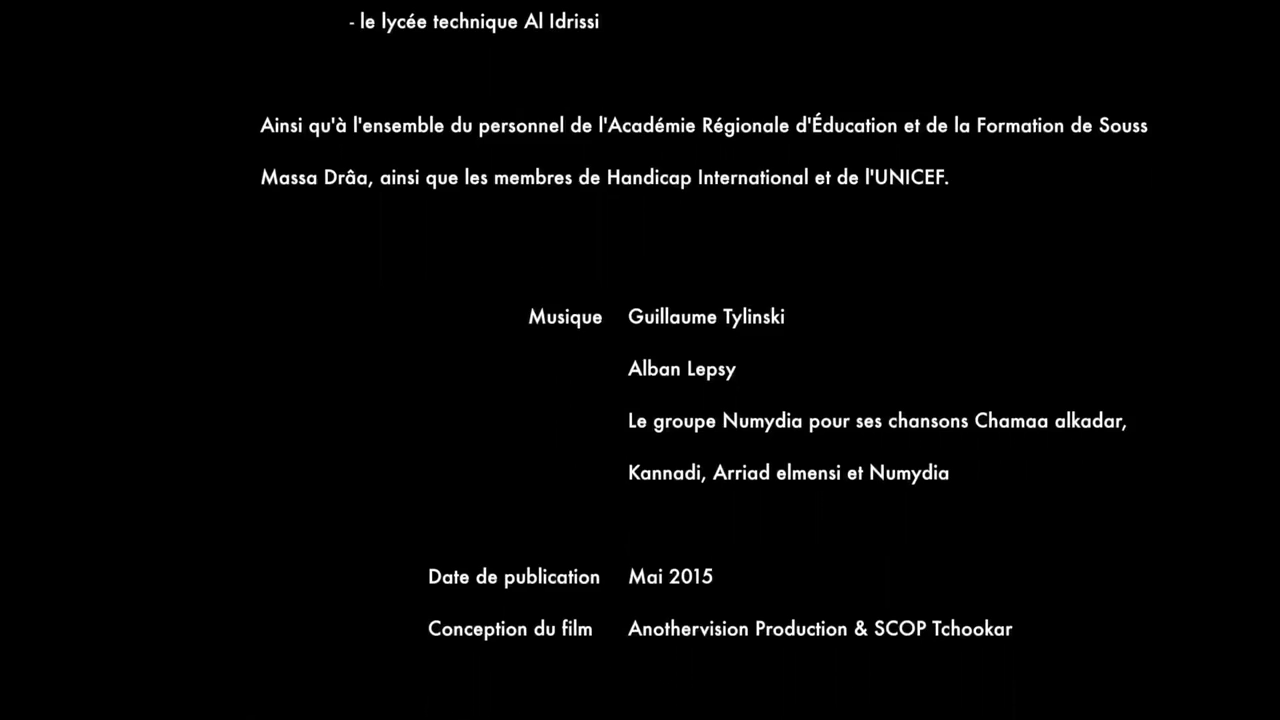 - le lycée technique Al Idrissi
Ainsi qu'à l'ensemble du personnel de l'Académie Régionale d'Éducation et de la Formation de Souss
Massa Drâa, ainsi que les membres de Handicap International et de l'UNICEF.
Musique Guillaume Tylinski
Alban Lepsy
Le groupe Numydia pour ses chansons Chamaa alkadar,
Kannadi, Arriad elmensi et Numydia
Date de publication Mai 2015
Conception du film Anothervision Production & SCOP Tchookar